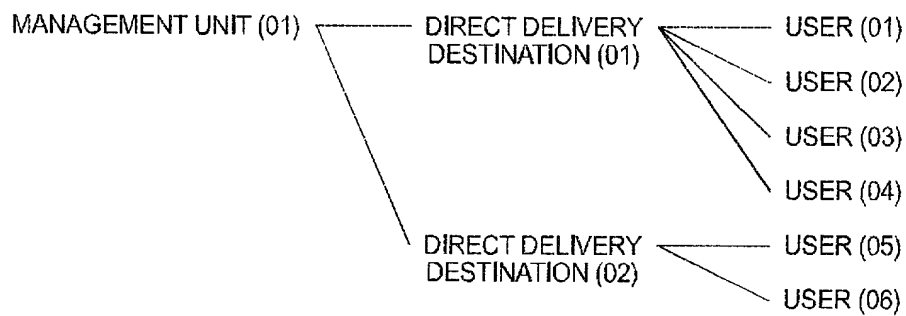 MANAGEMENT UNIT (01)
DIRECT DELIVERY
DESTINATION (01)
USER (01)
USER (02)
USER (03)
USER (04)
DIRECT DELIVERY
DESTINATION (02)
USER (05)
USER (06)